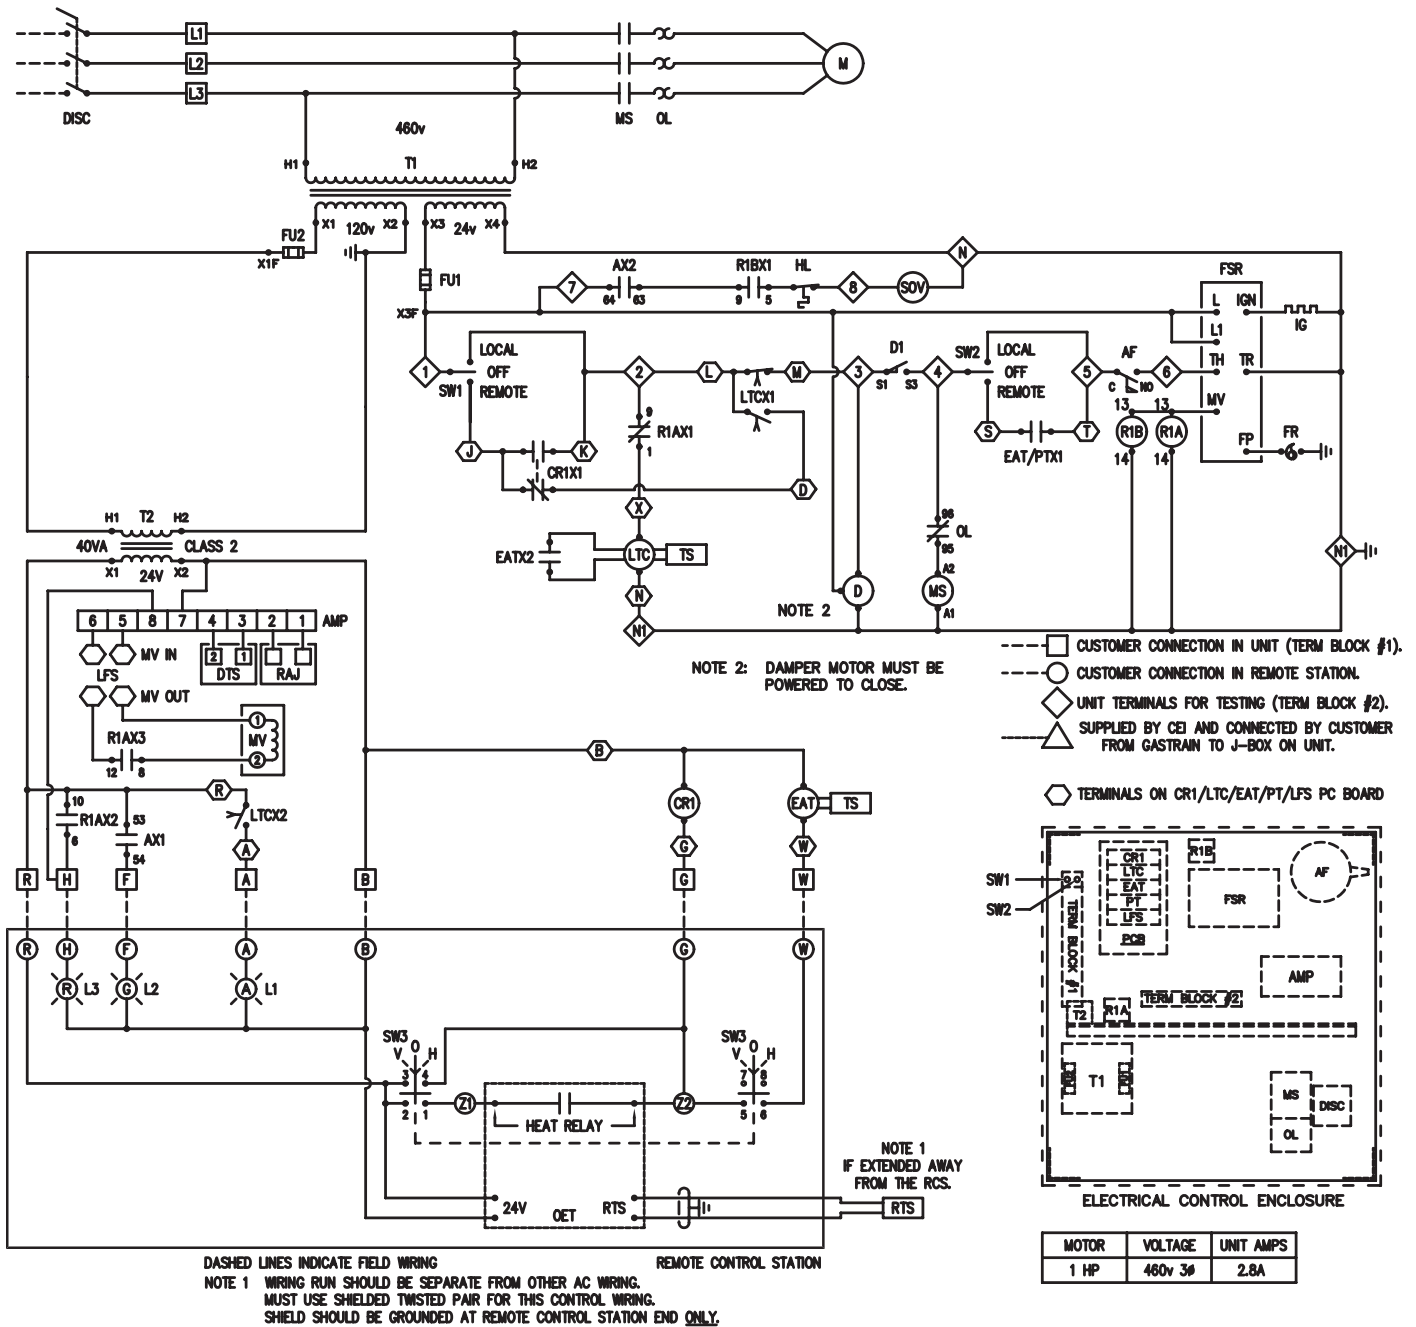 L1
L2
L3
DISC
MS
OL
M
460v
H1
T1
H2
X1
120v
X2
X3
24v
X4
FU2
X1F
FU1
X3F
N
7
AX2
64
63
R1BX1
9
5
HL
8
SOV
FSR
L
IGN
L1
IG
TH
TR
MV
FP
FR
1
LOCAL
OFF
REMOTE
SW1
2
L
M
3
D1
S1
S3
4
SW2
LOCAL
OFF
REMOTE
5
AF
C
NO
6
LTCX1
9
R1AX1
1
J
K
CR1X1
D
S
T
EAT/PTX1
13
13
R1B
R1A
14
14
X
96
OL
95
EATX2
LTC
TS
N
N1
A2
D
MS
A1
NOTE 2
N1
H1
T2
H2
40VA
CLASS 2
X1
24V
X2
6
5
8
7
4
3
2
1
AMP
MV IN
LFS
MV OUT
2
1
DTS
RAJ
R1AX3
12
8
1
MV
2
NOTE 2: DAMPER MOTOR MUST BE
POWERED TO CLOSE.
CUSTOMER CONNECTION IN UNIT (TERM BLOCK #1).
CUSTOMER CONNECTION IN REMOTE STATION.
UNIT TERMINALS FOR TESTING (TERM BLOCK #2).
SUPPLIED BY CEI AND CONNECTED BY CUSTOMER
FROM GASTRAIN TO J-BOX ON UNIT.
TERMINALS ON CR1/LTC/EAT/PT/LFS PC BOARD
B
CR1
EAT
TS
G
W
R
10
R1AX2
6
53
AX1
54
LTCX2
A
R
H
F
A
B
G
W
R
H
F
A
B
G
W
R
L3
G
L2
A
L1
SW3
V
O
H
3
4
2
1
Z1
HEAT RELAY
Z2
SW3
V
O
H
7
8
5
6
24V
OET
RTS
NOTE 1
IF EXTENDED AWAY
FROM THE RCS.
RTS
SW1
SW2
CR1
LTC
EAT
PT
LFS
PCB
R1B
FSR
AF
AMP
TERM BLOCK #1
TERM BLOCK #2
T2
R1A
T1
MS
DISC
OL
ELECTRICAL CONTROL ENCLOSURE
MOTOR VOLTAGE UNIT AMPS
1 HP 460v 3ø 2.8A
DASHED LINES INDICATE FIELD WIRING
REMOTE CONTROL STATION
NOTE 1 WIRING RUN SHOULD BE SEPARATE FROM OTHER AC WIRING.
MUST USE SHIELDED TWISTED PAIR FOR THIS CONTROL WIRING.
SHIELD SHOULD BE GROUNDED AT REMOTE CONTROL STATION END ONLY.